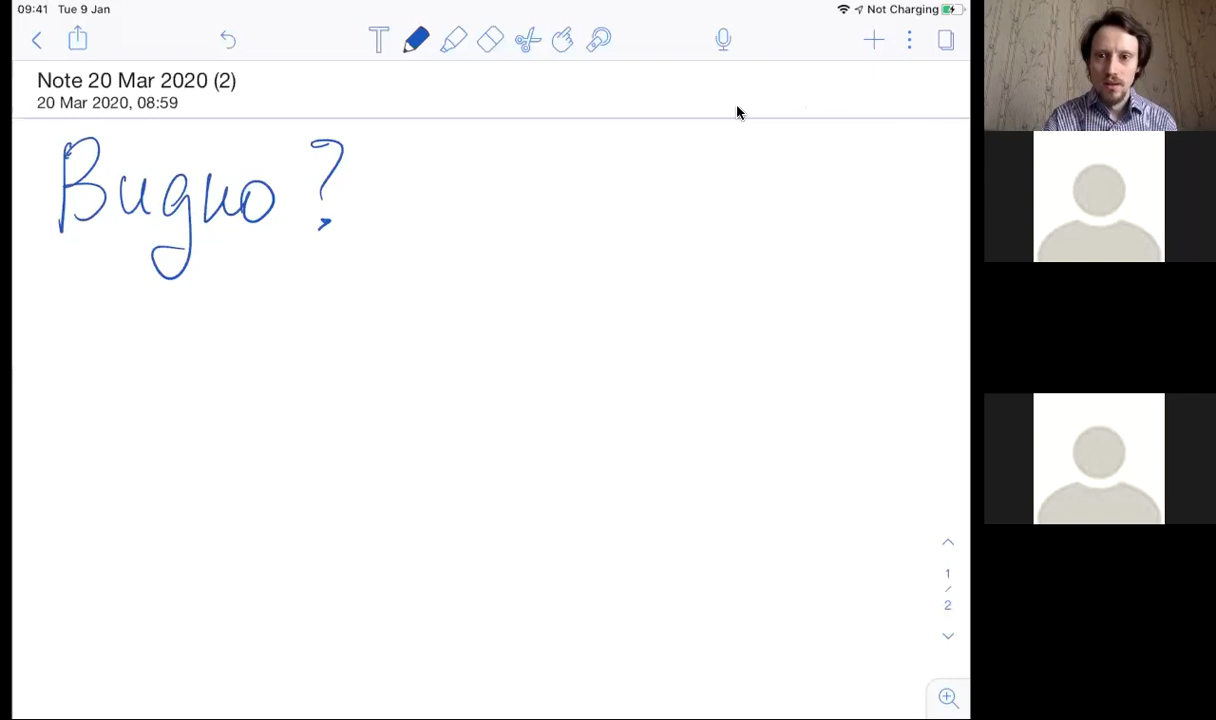 09:41 Tue 9 Jan
Not Charging
T
Note 20 Mar 2020 (2)
20 Mar 2020, 08:59
Видно ?
1
/
2